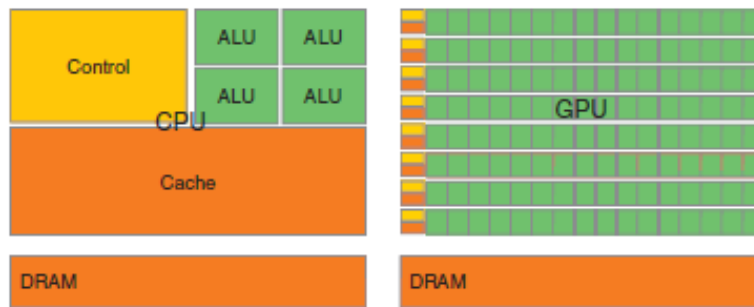 ALU ALU
Control
ALU ALU
CPU
GPU
Cache
DRAM
DRAM